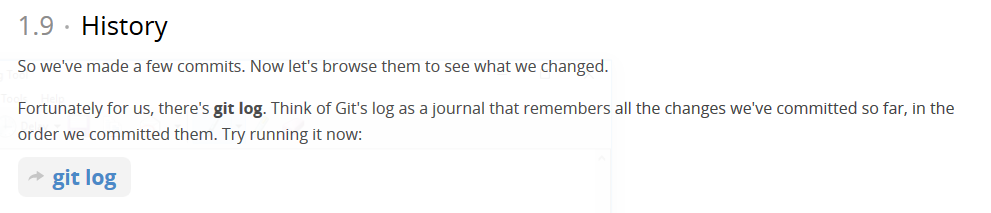 1.9 · History
So we've made a few commits. Now let's browse them to see what we changed.
Fortunately for us, there's git log. Think of Git's log as a journal that remembers all the changes we've committed so far, in the
order we committed them. Try running it now:
git log